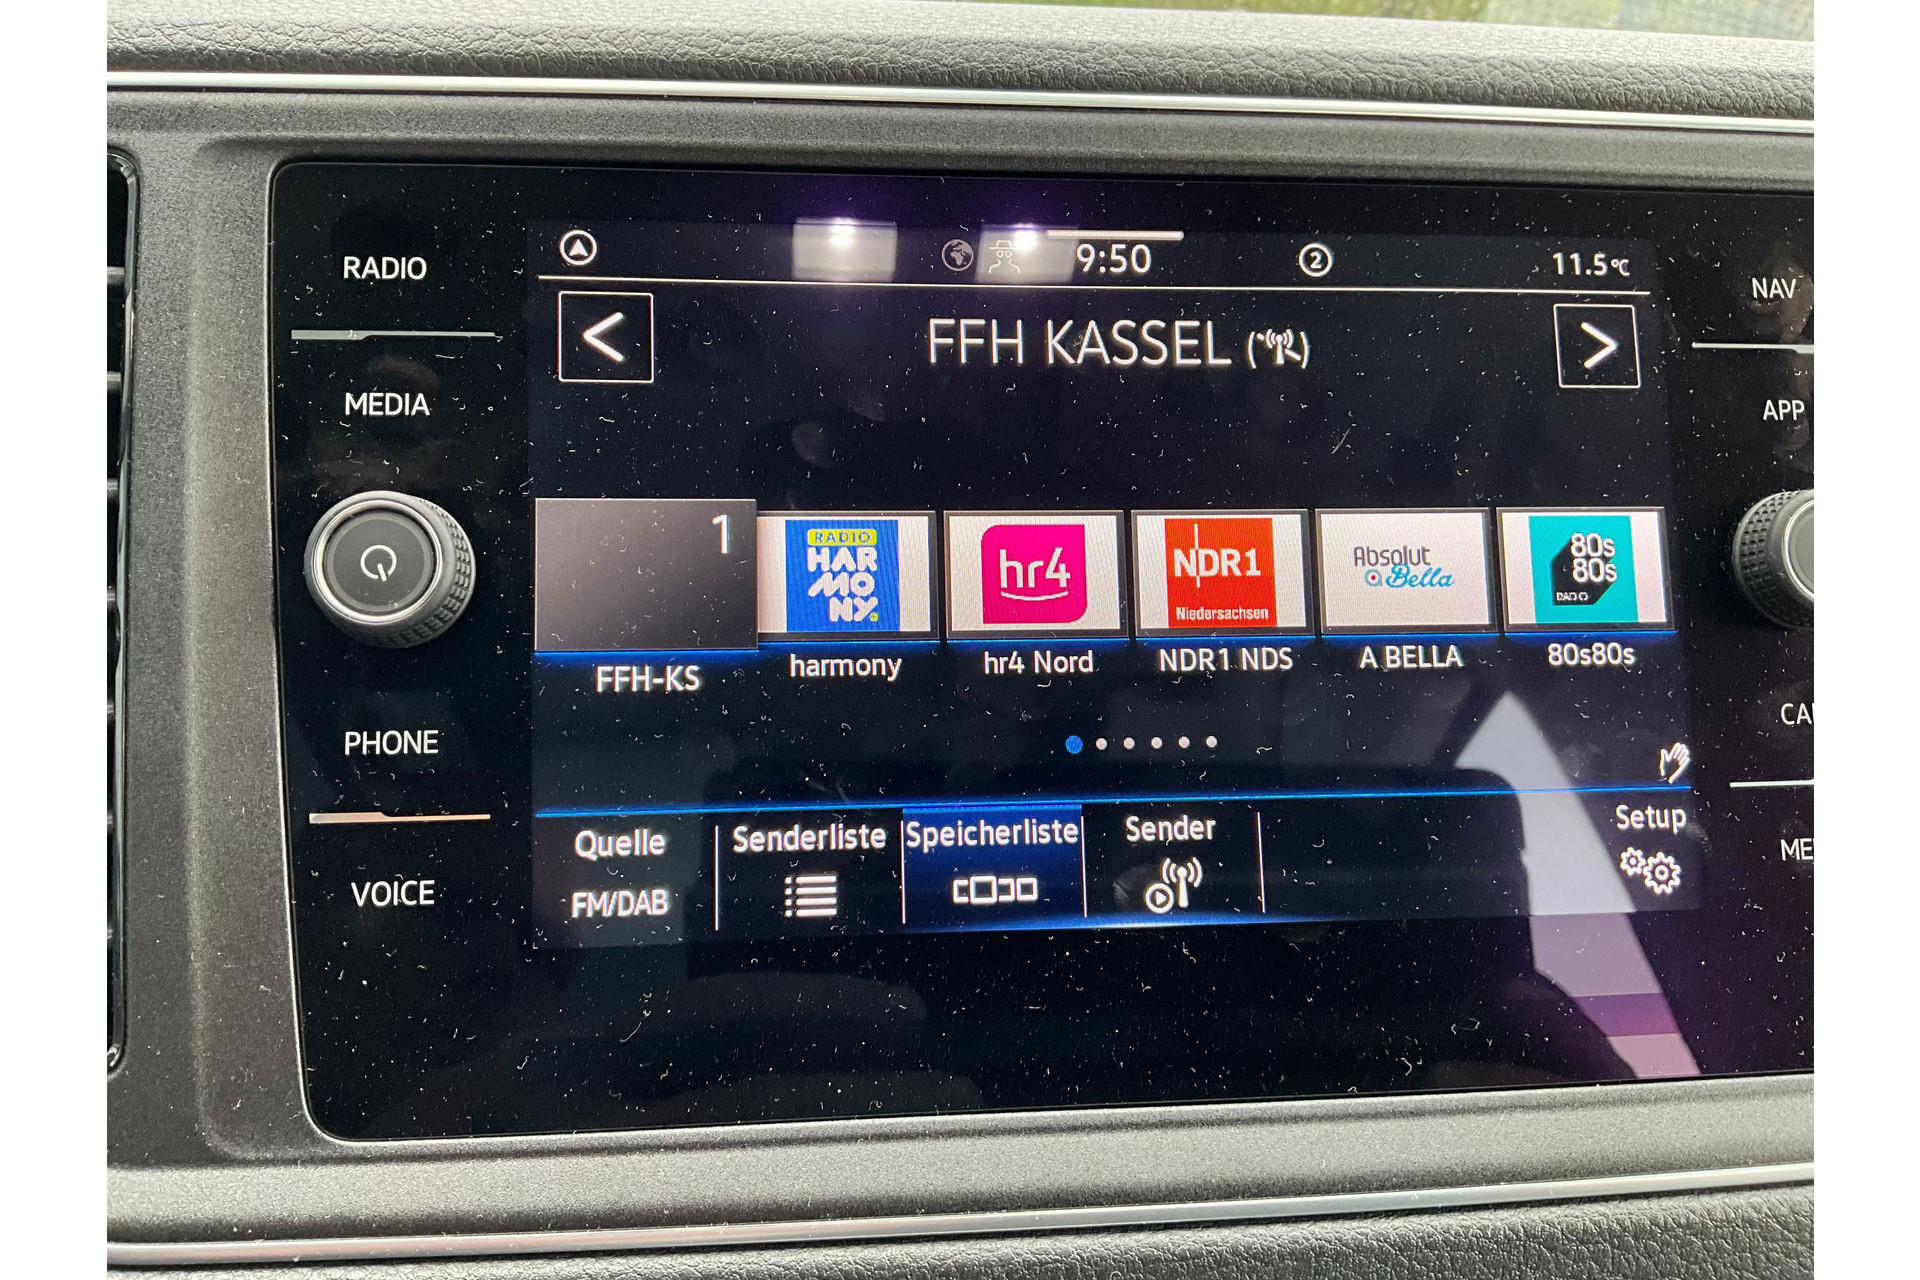 RADIO
MEDIA
PHONE
VOICE
9:50
2
11.5°C
FFH KASSEL
1
RADIO
HAR
MO
NY.
hr4
NDR1
Niedersachsen
Absolut
Bella
80s
80s
RADIO
FFH-KS
harmony
hr4 Nord
NDR1 NDS
A BELLA
80s80s
Quelle
FM/DAB
Senderliste
Speicherliste
Sender
Setup
NAV
APP